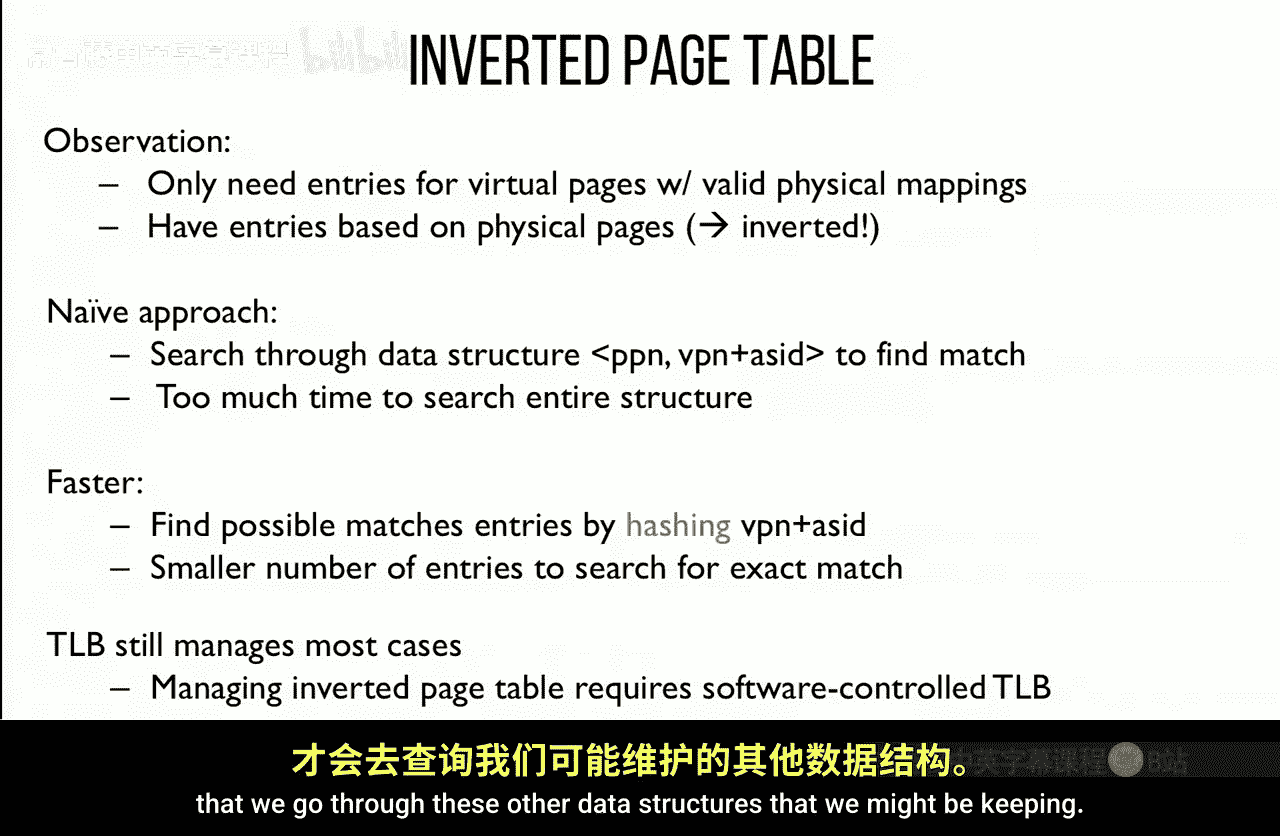 INVERTED PAGE TABLE
Observation:
– Only need entries for virtual pages w/ valid physical mappings
– Have entries based on physical pages (→ inverted!)
Naïve approach:
– Search through data structure <ppn, vpn+asid> to find match
– Too much time to search entire structure
Faster:
– Find possible matches entries by hashing vpn+asid
– Smaller number of entries to search for exact match
TLB still manages most cases
– Managing inverted page table requires software-controlled TLB
才会去查询我们可能维护的其他数据结构。
that we go through these other data structures that we might be keeping.